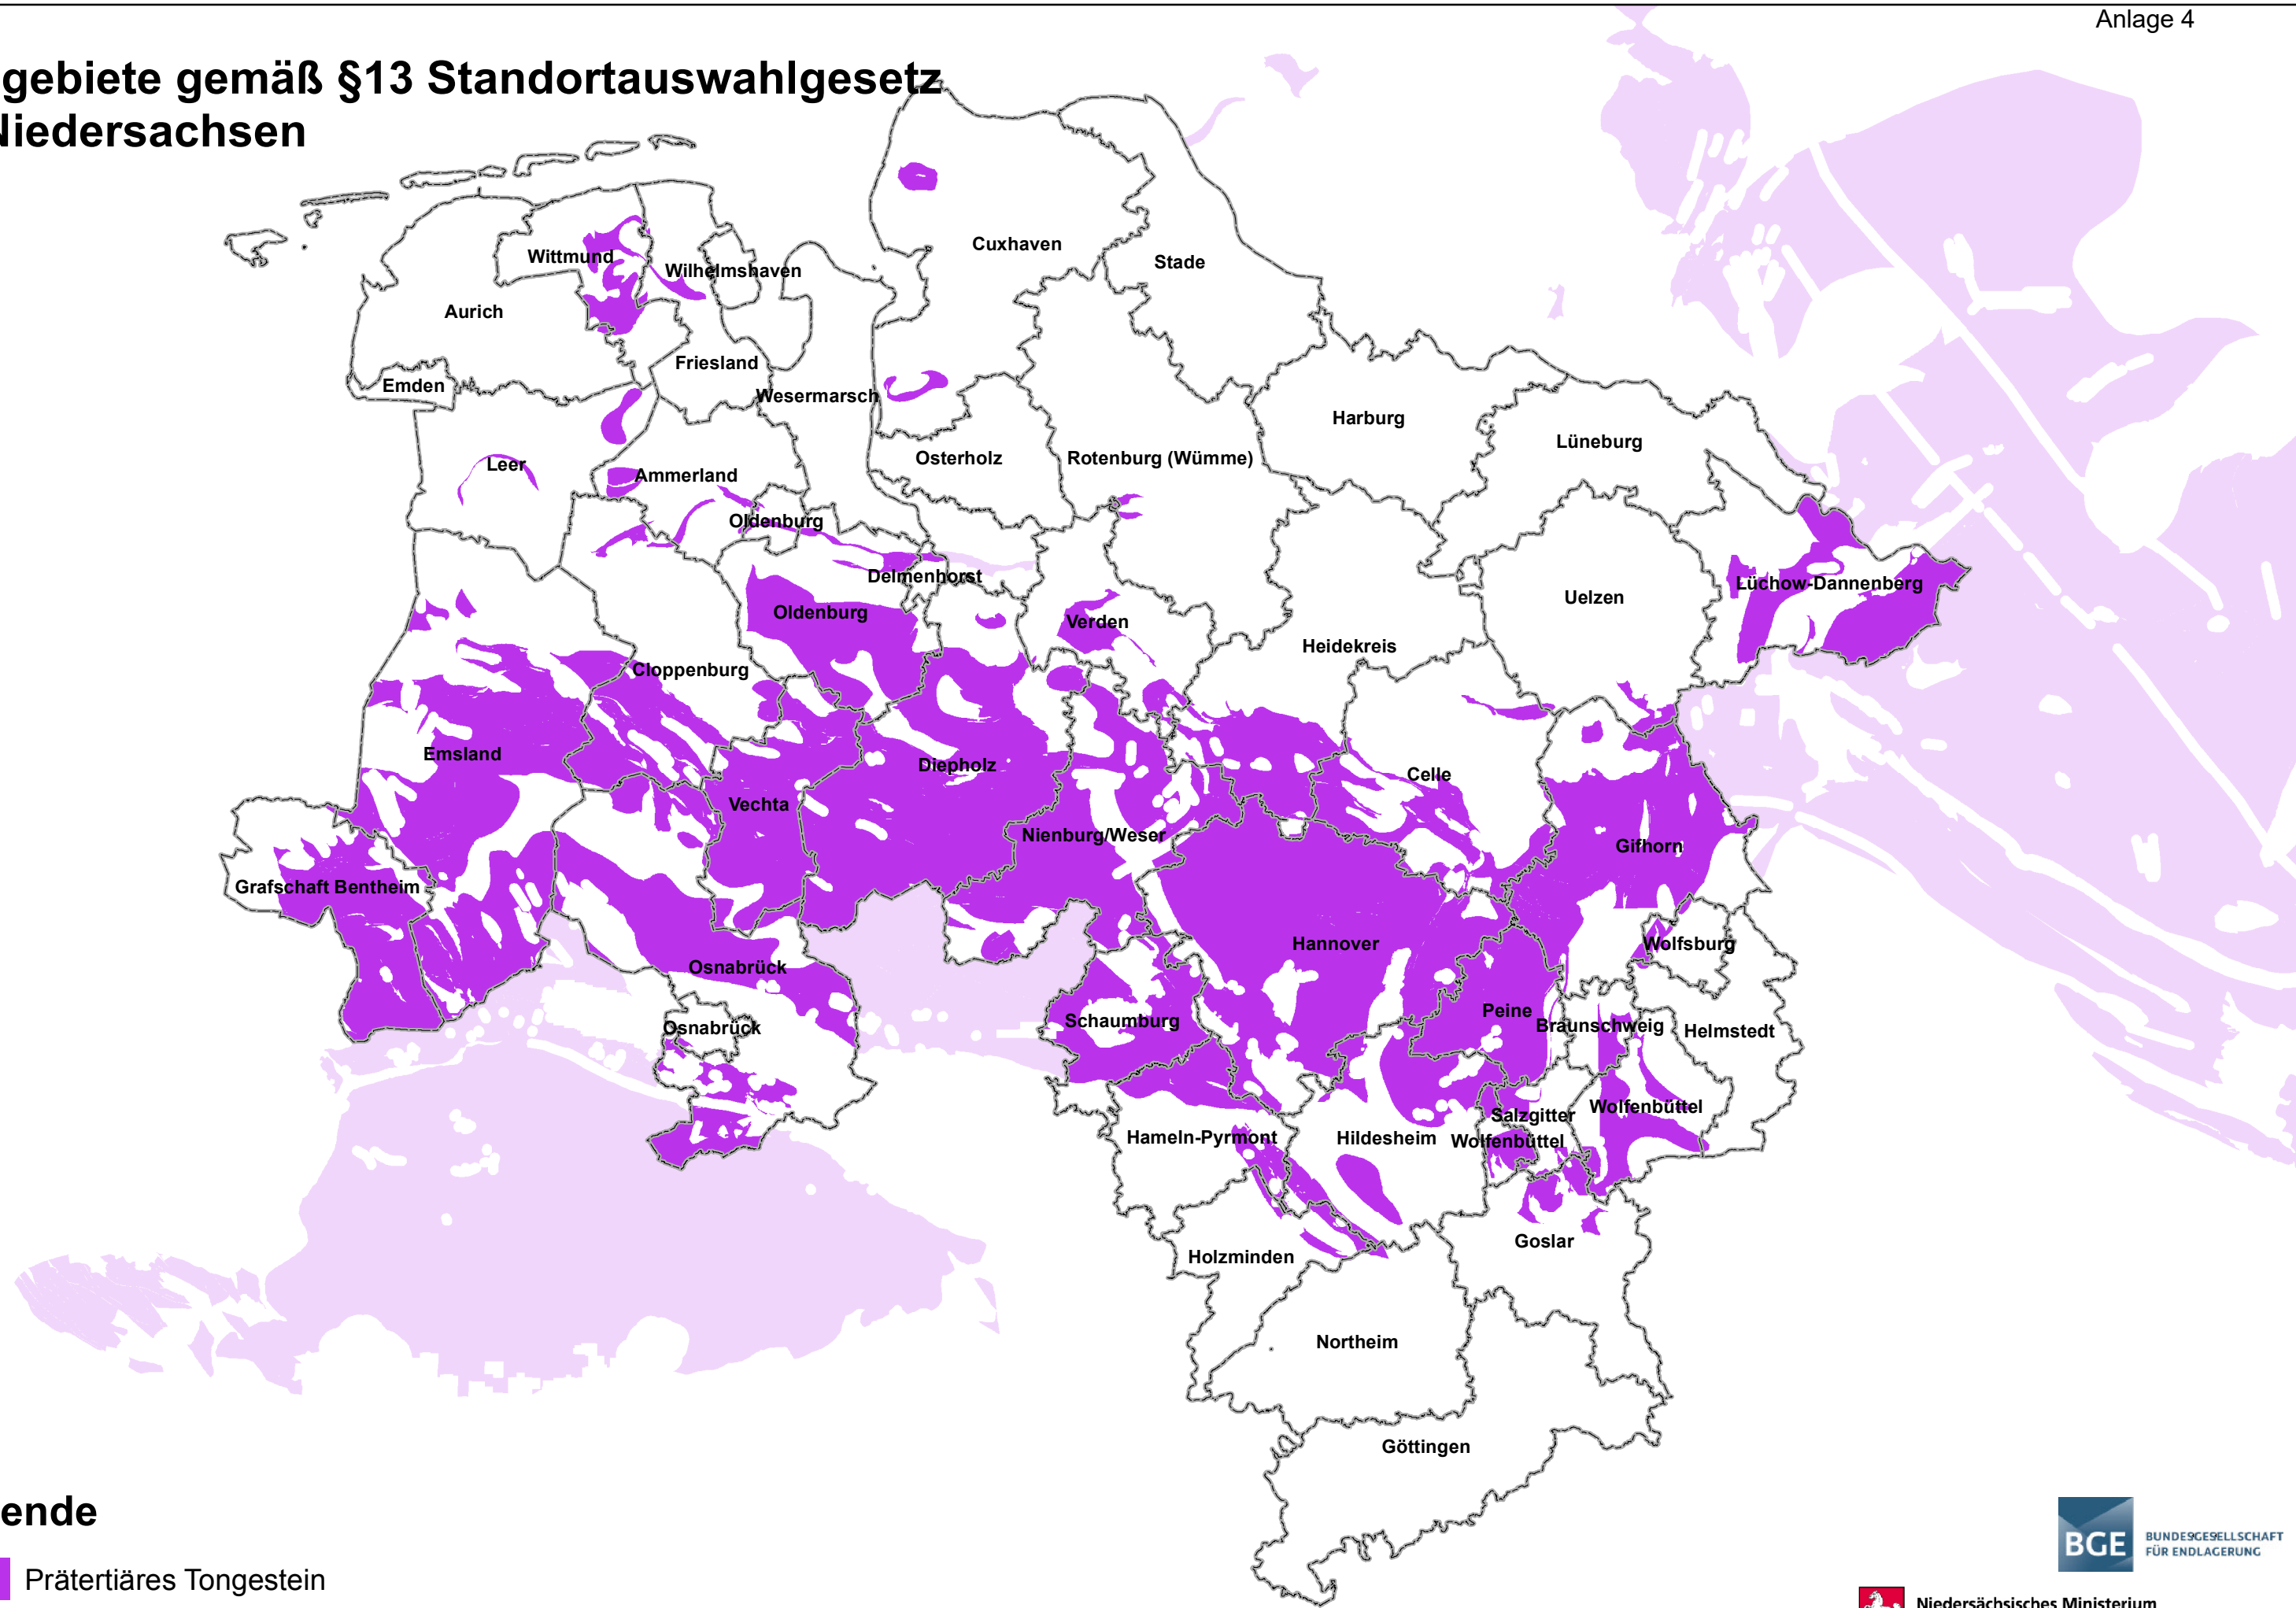 Anlage 4
gebiete gemäß §13 Standortauswahlgesetz
Niedersachsen
Cuxhaven
Stade
Wittmund
Wilhelmshaven
Aurich
Friesland
Emden
Wesermarsch
Harburg
Lüneburg
Leer
Ammerland
Osterholz
Rotenburg (Wümme)
Oldenburg
Delmenhorst
Lüchow-Dannenberg
Oldenburg
Verden
Uelzen
Heidekreis
Cloppenburg
Emsland
Diepholz
Celle
Vechta
Nienburg/Weser
Gifhorn
Grafschaft Bentheim
Hannover
Wolfsburg
Osnabrück
Peine
Schaumburg
Osnabrück
Braunschweig
Helmstedt
Salzgitter
Wolfenbüttel
Hameln-Pyrmont
Hildesheim
Wolfenbüttel
Goslar
Holzminden
Northeim
Göttingen
ende
Prätertiäres Tongestein
BGE
BUNDESGESELLSCHAFT
FÜR ENDLAGERUNG
Niedersächsisches Ministerium